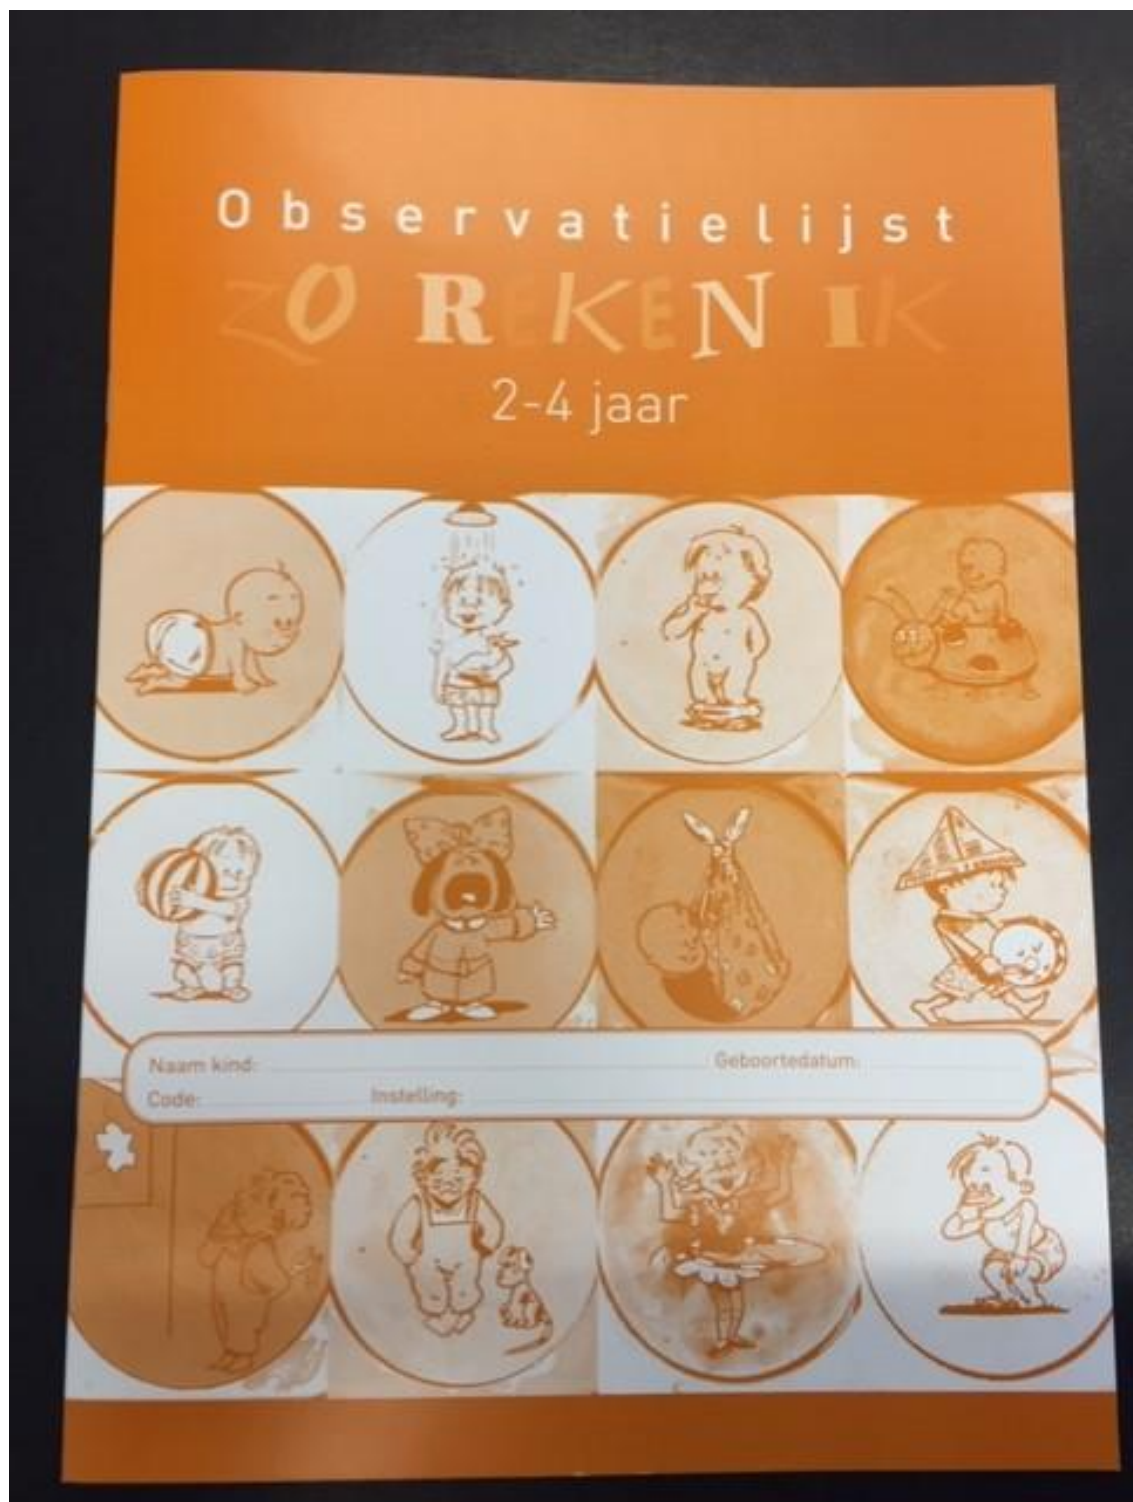 Observatielijst
ZO REKEN IK
2-4 jaar
Naam kind: Geboortedatum:
Code: Instelling: